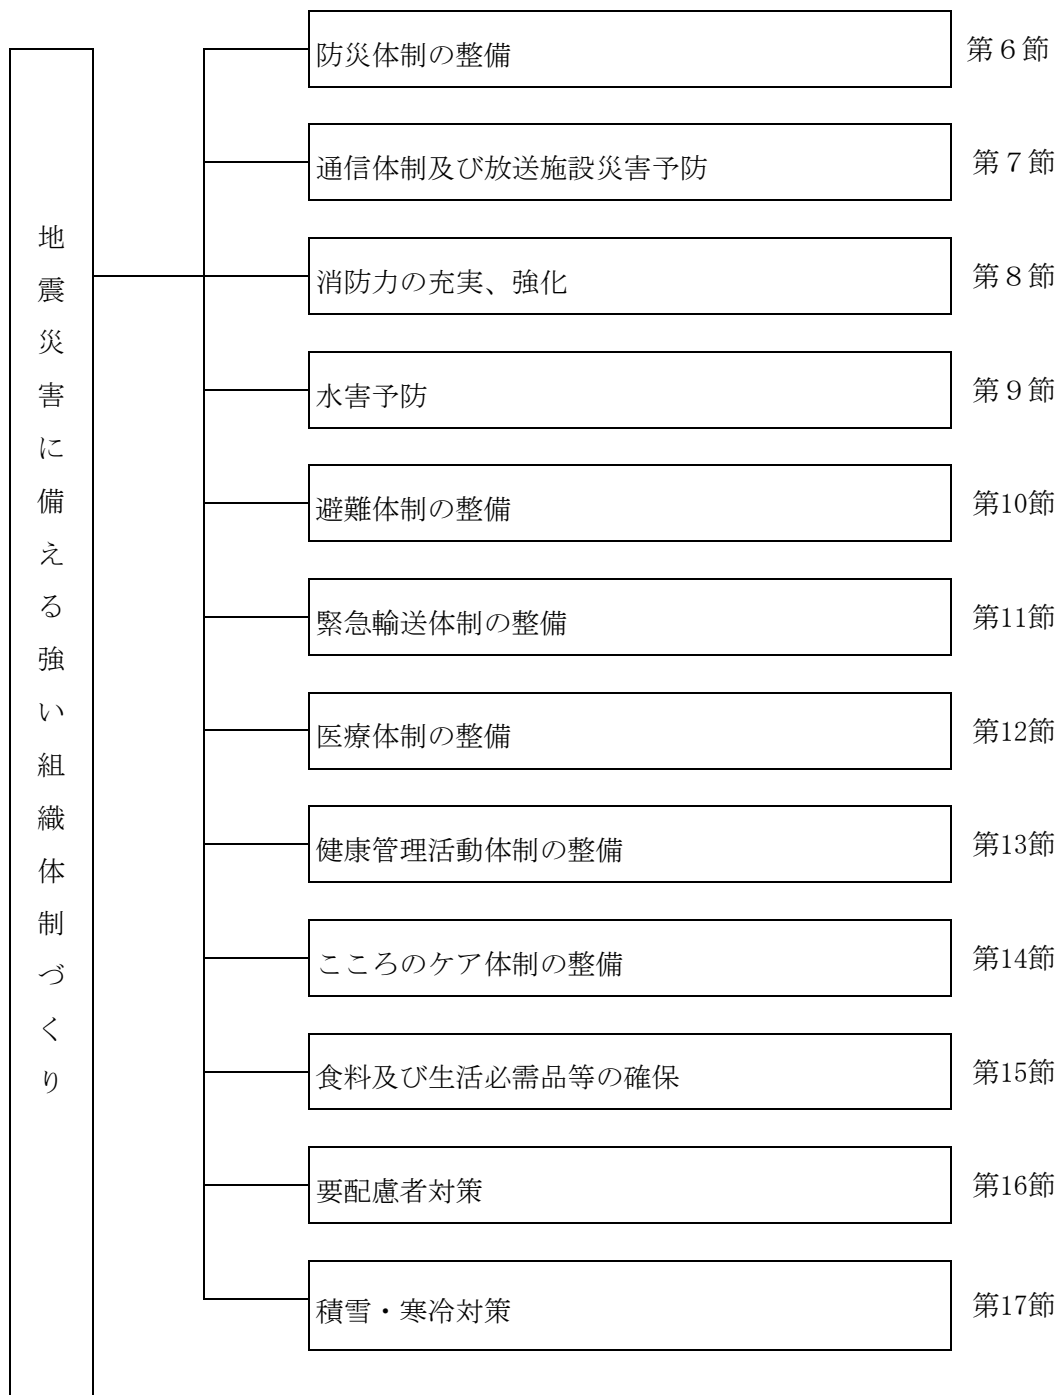 地震災害に備える強い組織体制づくり
防災体制の整備 第６節
通信体制及び放送施設災害予防 第７節
消防力の充実、強化 第８節
水害予防 第９節
避難体制の整備 第10節
緊急輸送体制の整備 第11節
医療体制の整備 第12節
健康管理活動体制の整備 第13節
こころのケア体制の整備 第14節
食料及び生活必需品等の確保 第15節
要配慮者対策 第16節
積雪・寒冷対策 第17節